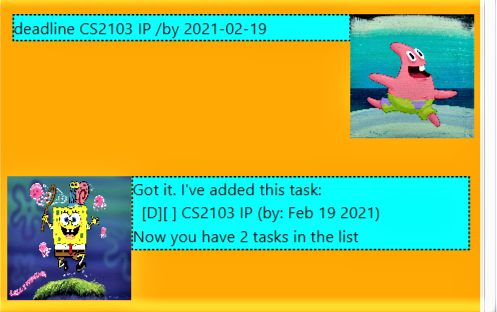 deadline CS2103 IP /by 2021-02-19
Got it. I've added this task:
[D][ ] CS2103 IP (by: Feb 19 2021)
Now you have 2 tasks in the list